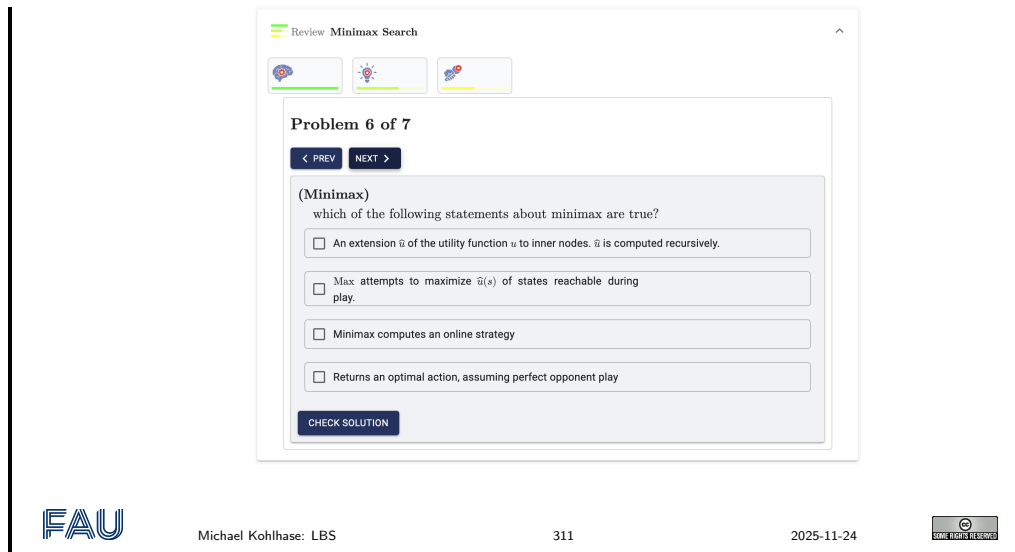 Review Minimax Search
Problem 6 of 7
PREV NEXT
(Minimax)
which of the following statements about minimax are true?
An extension û of the utility function u to inner nodes. û is computed recursively.
Max attempts to maximize û(s) of states reachable during
play.
Minimax computes an online strategy
Returns an optimal action, assuming perfect opponent play
CHECK SOLUTION
FAU
Michael Kohlhase: LBS 311 2025-11-24
cc
SOME RIGHTS RESERVED